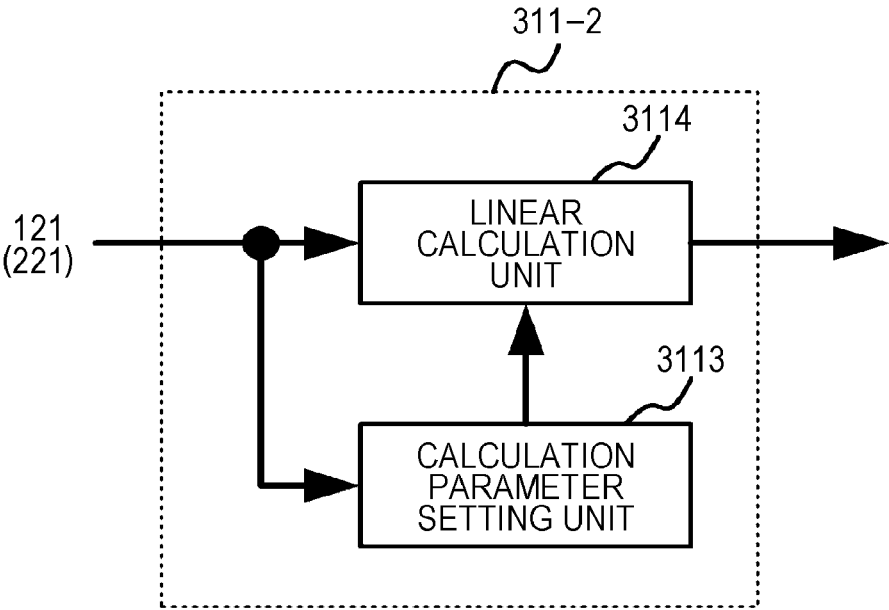 311-2
3114
LINEAR
CALCULATION
UNIT
121
(221)
3113
CALCULATION
PARAMETER
SETTING UNIT